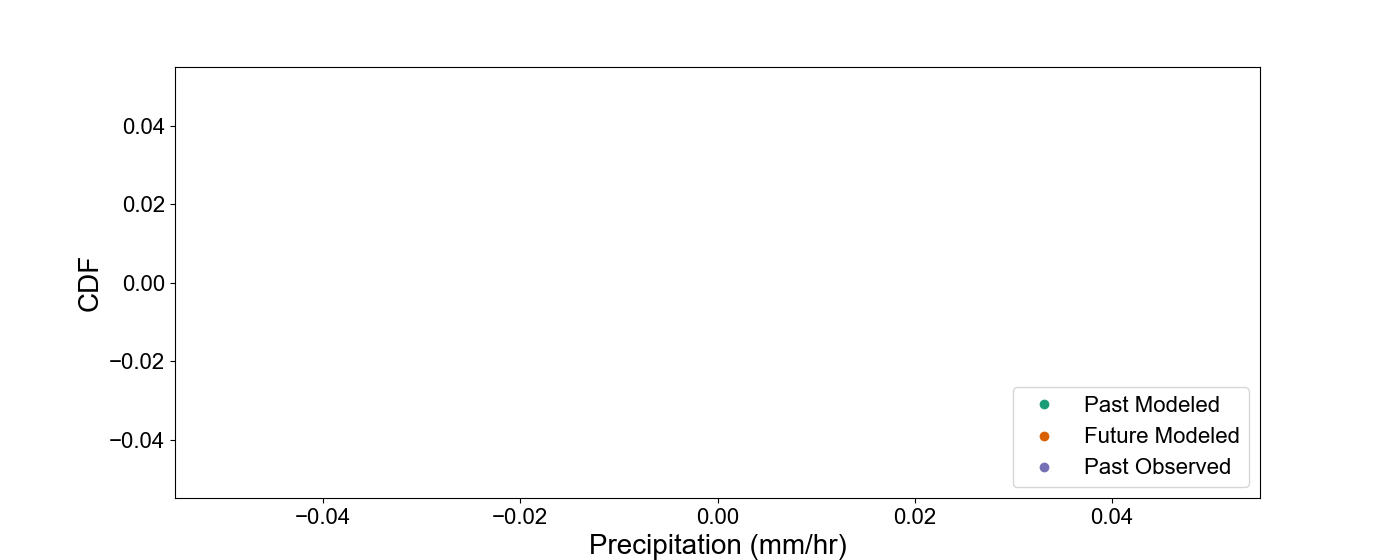 0.04
0.02
0.00
−0.02
−0.04
CDF
−0.04 −0.02 0.00 0.02 0.04
Precipitation (mm/hr)
Past Modeled
Future Modeled
Past Observed